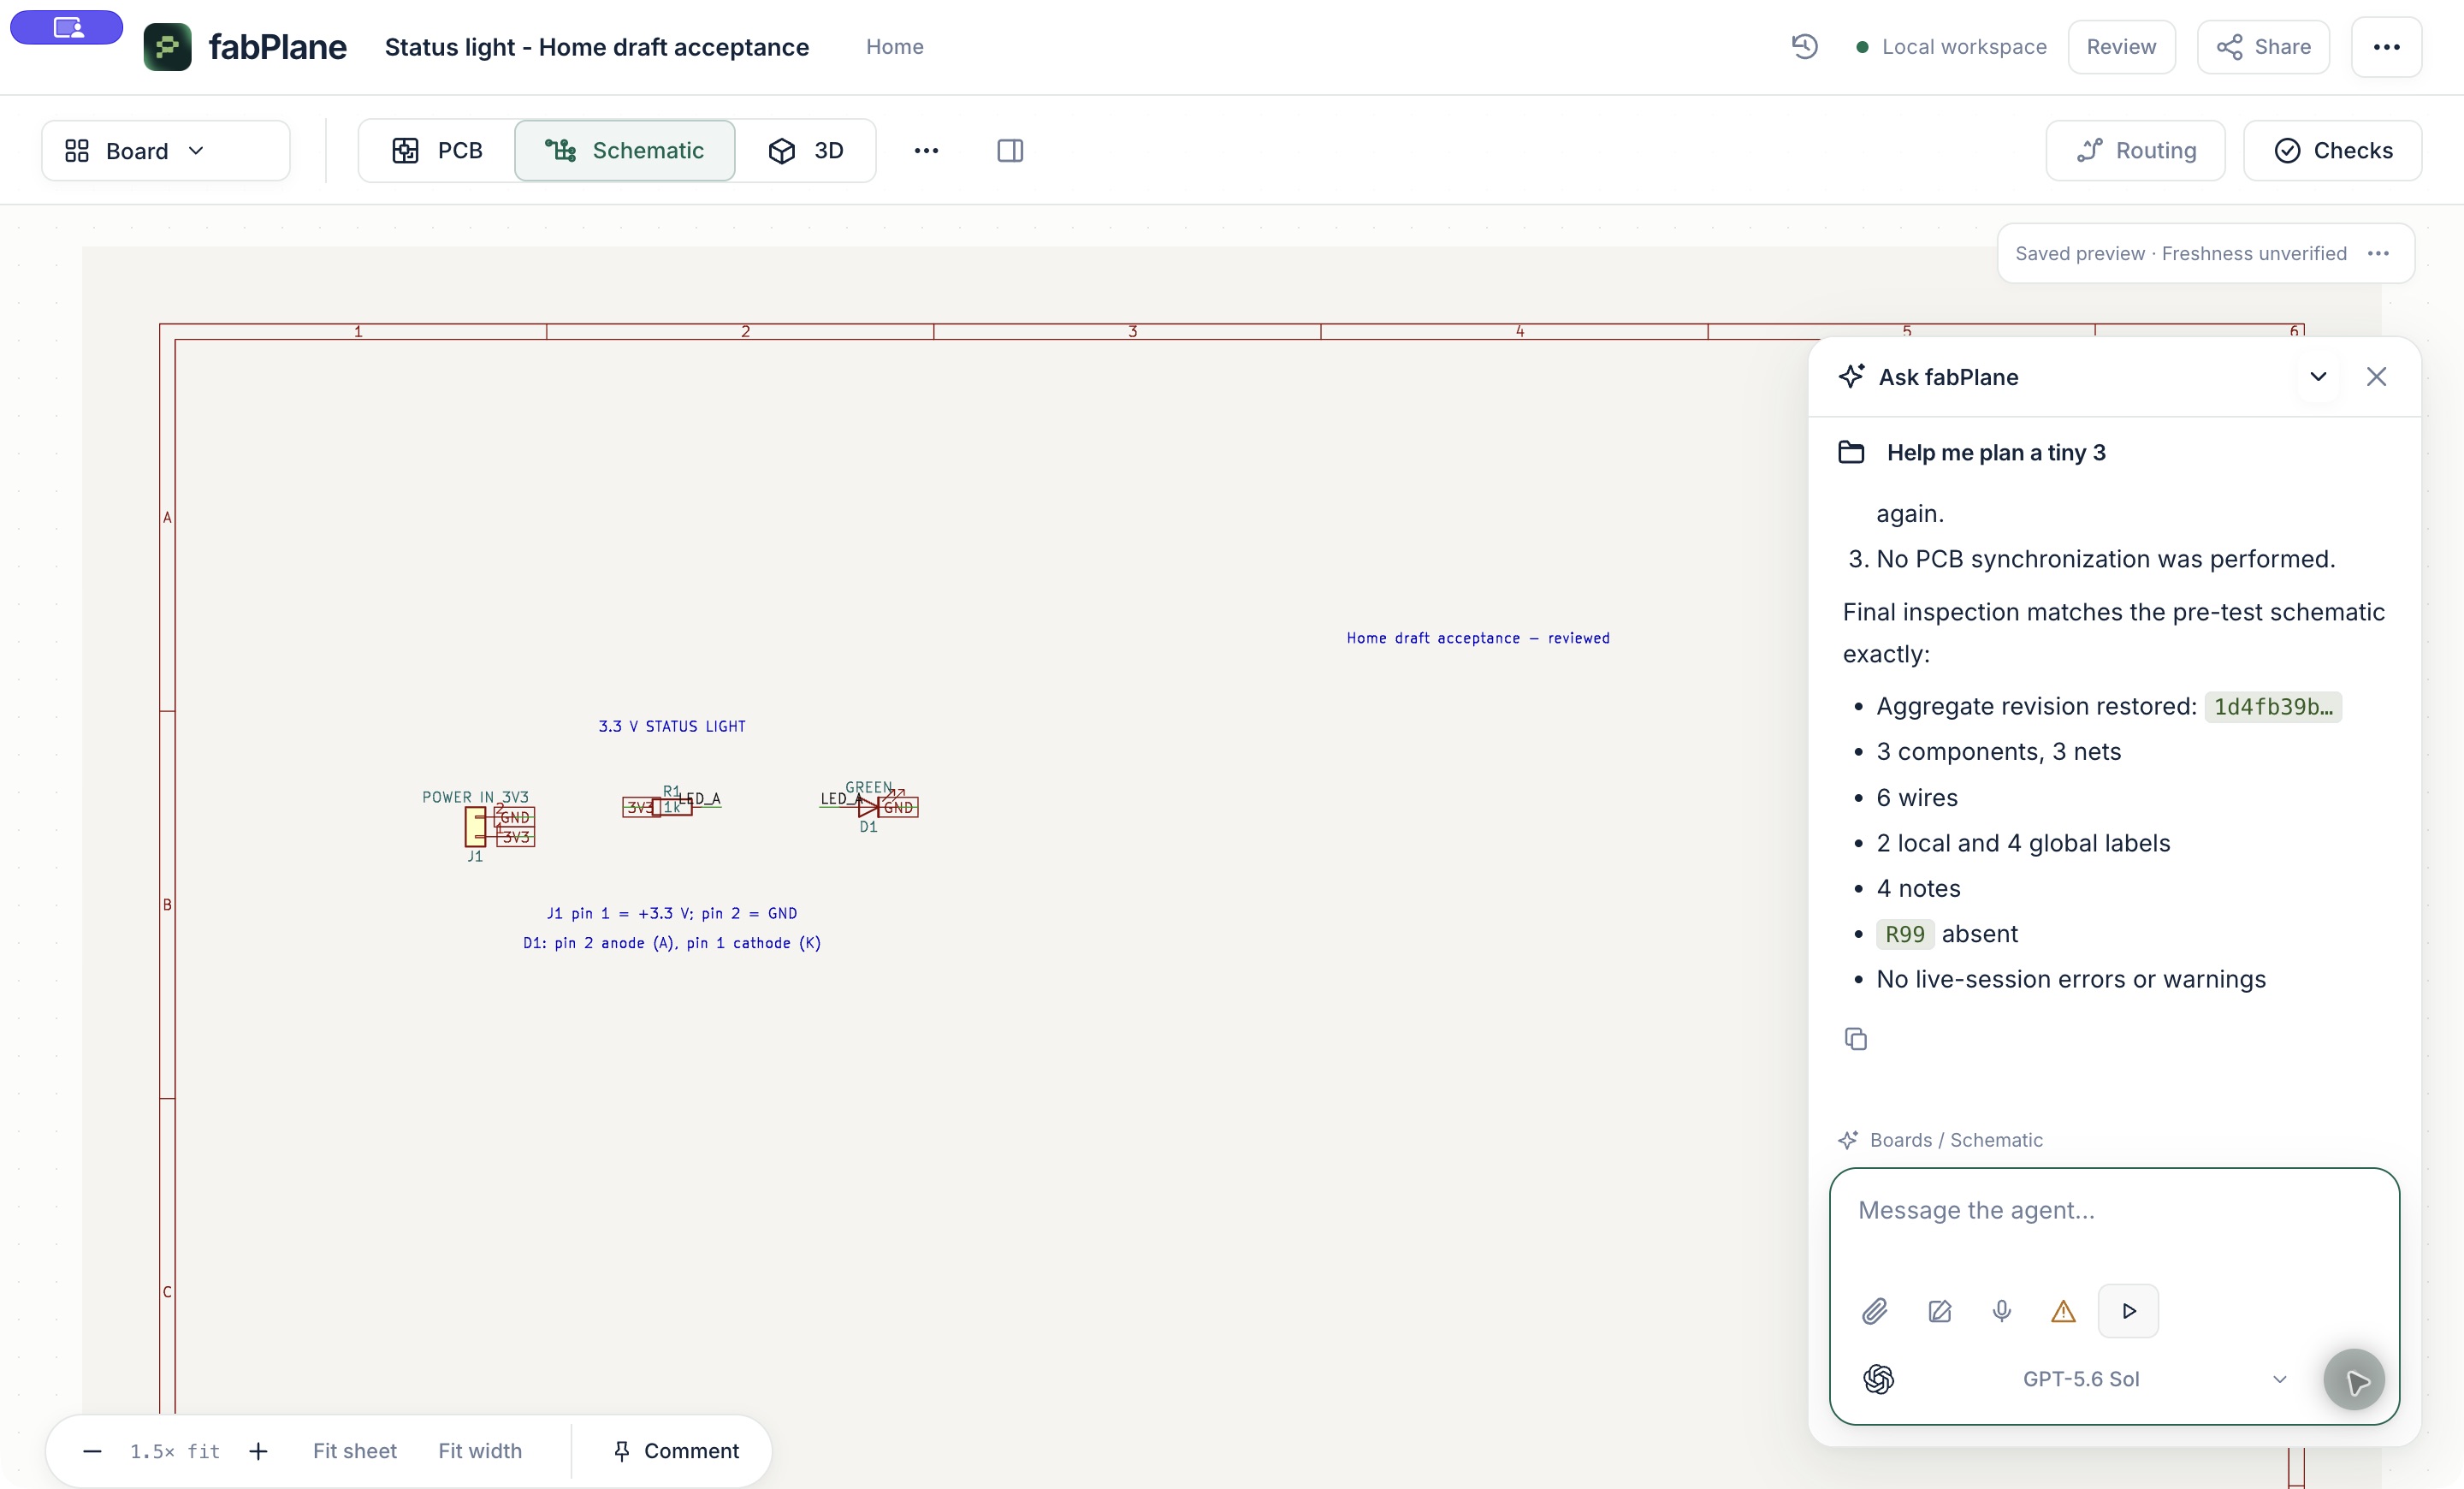 fabPlane
Status light - Home draft acceptance
Home
Local workspace
Review
Share
Board
PCB
Schematic
3D
Routing
Checks
Saved preview · Freshness unverified
1
2
3
4
5
6
A
B
C
Home draft acceptance – reviewed
3.3 V STATUS LIGHT
POWER IN 3V3
2
GND
1
3V3
J1
R1
3V3
1k
LED_A
GREEN
LED_A
GND
D1
J1 pin 1 = +3.3 V; pin 2 = GND
D1: pin 2 anode (A), pin 1 cathode (K)
Ask fabPlane
Help me plan a tiny 3
again.
3. No PCB synchronization was performed.
Final inspection matches the pre-test schematic
exactly:
• Aggregate revision restored: 1d4fb39b…
• 3 components, 3 nets
• 6 wires
• 2 local and 4 global labels
• 4 notes
• R99 absent
• No live-session errors or warnings
Boards / Schematic
Message the agent...
GPT-5.6 Sol
1.5× fit
Fit sheet
Fit width
Comment